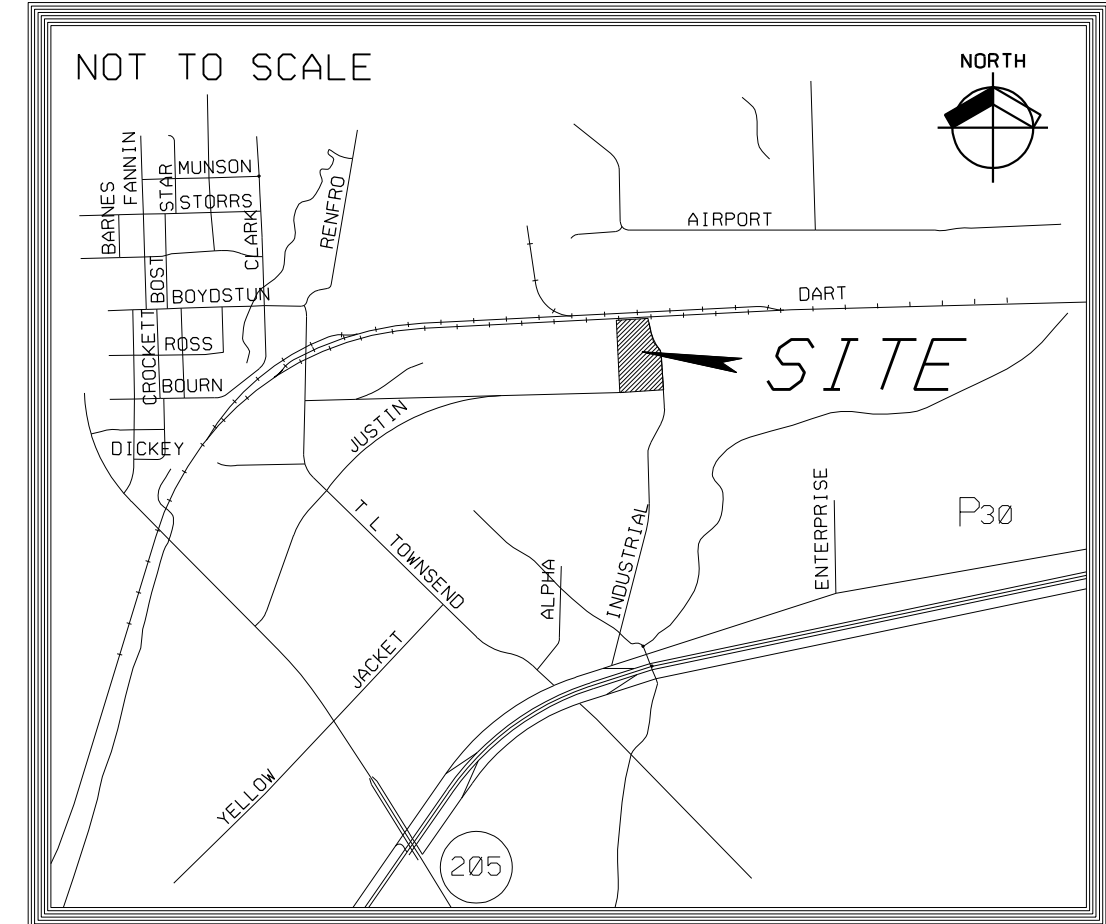 NOT TO SCALE
NORTH
FANNIN
BARNES
STAR
MUNSON
STORRS
CLARK
RENFRO
AIRPORT
BOST
BOYDSTUN
DART
CROCKETT
ROSS
BOURN
SITE
JUSTIN
DICKEY
T L TOWNSEND
ENTERPRISE
P30
INDUSTRIAL
ALPHA
YELLOW JACKET
205